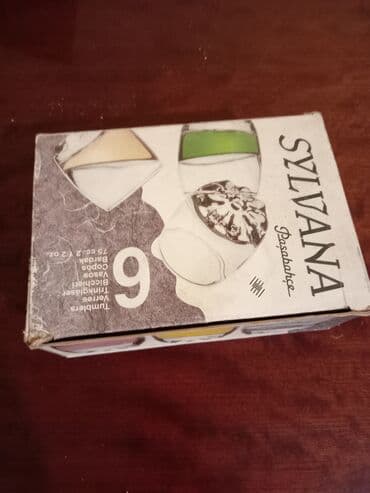 SYLVANA
Paşabahçe
6
Tumblers
Verres
Trinkgläser
Bicchieri
Vasos
Copos
Bardak
75 cc. 2 1/2 oz.